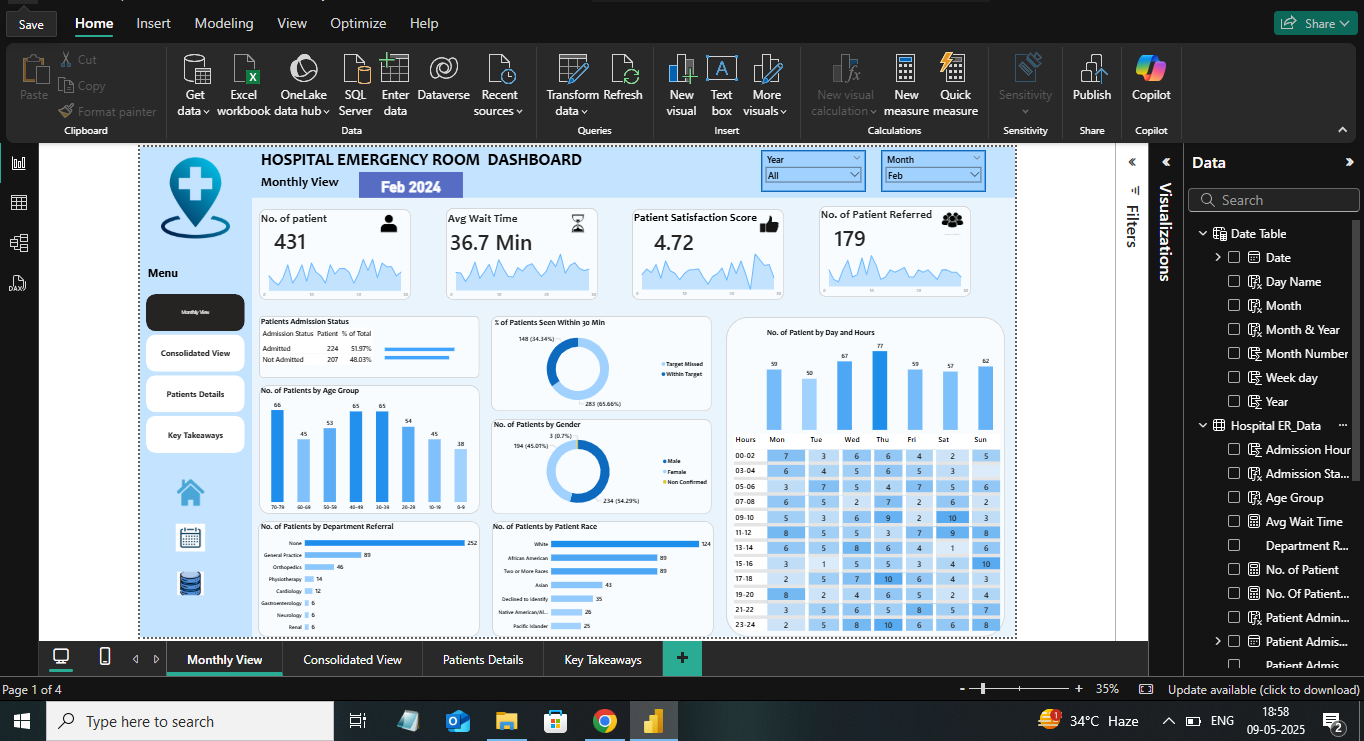 Save
Home
Insert
Modeling
View
Optimize
Help
Share
Paste
Cut
Copy
Format painter
Clipboard
Get data
Excel workbook
OneLake data hub
SQL Server
Enter data
Dataverse
Recent sources
Data
Transform data
Refresh
Queries
New visual
Text box
More visuals
Insert
New visual calculation
New measure
Quick measure
Calculations
Sensitivity
Sensitivity
Publish
Share
Copilot
Copilot
HOSPITAL EMERGENCY ROOM DASHBOARD
Monthly View
Feb 2024
Year
All
Month
Feb
Menu
Monthly View
Consolidated View
Patients Details
Key Takeaways
No. of patient
431
Avg Wait Time
36.7 Min
Patient Satisfaction Score
4.72
No. of Patient Referred
179
Patients Admission Status
Admission Status Patient % of Total
Admitted 224 51.97%
Not Admitted 207 48.03%
No. of Patients by Age Group
66 45 53 65 65 54 45 38
70-79 60-69 50-59 40-49 30-39 20-29 10-19 0-9
No. of Patients by Department Referral
None 252
General Practice 89
Orthopedics 46
Physiotherapy 14
Cardiology 12
Gastroenterology 6
Neurology 6
Renal 6
% of Patients Seen Within 30 Min
148 (34.34%)
283 (65.66%)
Target Missed
Within Target
No. of Patients by Gender
3 (0.7%)
194 (45.01%)
234 (54.29%)
Male
Female
Non Confirmed
No. of Patients by Patient Race
White 124
African American 89
Two or More Races 89
Asian 43
Declined to Identify 35
Native American/Al... 26
Pacific Islander 25
No. of Patient by Day and Hours
59 50 67 77 59 57 62
Hours Mon Tue Wed Thu Fri Sat Sun
00-02 7 3 6 6 4 2 5
03-04 6 4 5 6 5 3
05-06 3 7 5 4 7 5 6
07-08 6 5 2 7 2 6 2
09-10 5 3 6 9 2 10 3
11-12 8 5 5 3 7 9 8
13-14 6 5 8 6 4 1 6
15-16 3 1 5 5 3 4 10
17-18 2 5 7 10 6 4 3
19-20 8 2 4 6 5 2 4
21-22 3 5 6 5 8 5 7
23-24 2 5 8 10 6 6 8
Filters
Visualizations
Data
Search
Date Table
Date
Day Name
Month
Month & Year
Month Number
Week day
Year
Hospital ER_Data
Admission Hour
Admission Sta...
Age Group
Avg Wait Time
Department R...
No. of Patient
No. Of Patient...
Patient Admin...
Patient Admis...
Patient Admis
Monthly View
Consolidated View
Patients Details
Key Takeaways
+
Page 1 of 4
- + 35%
Update available (click to download)
Type here to search
1
34°C Haze
ENG
18:58
09-05-2025
2